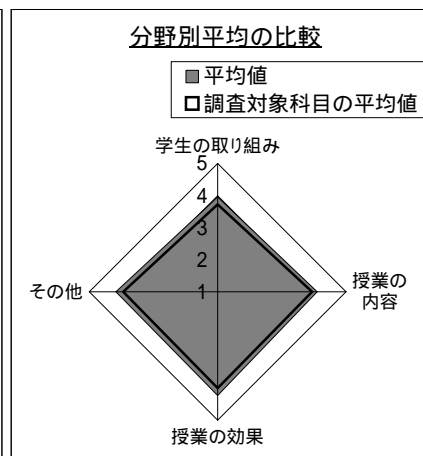 分野別平均の比較
平均値
調査対象科目の平均値
学生の取り組み
5
4
3
2
1
その他
授業の
内容
授業の効果